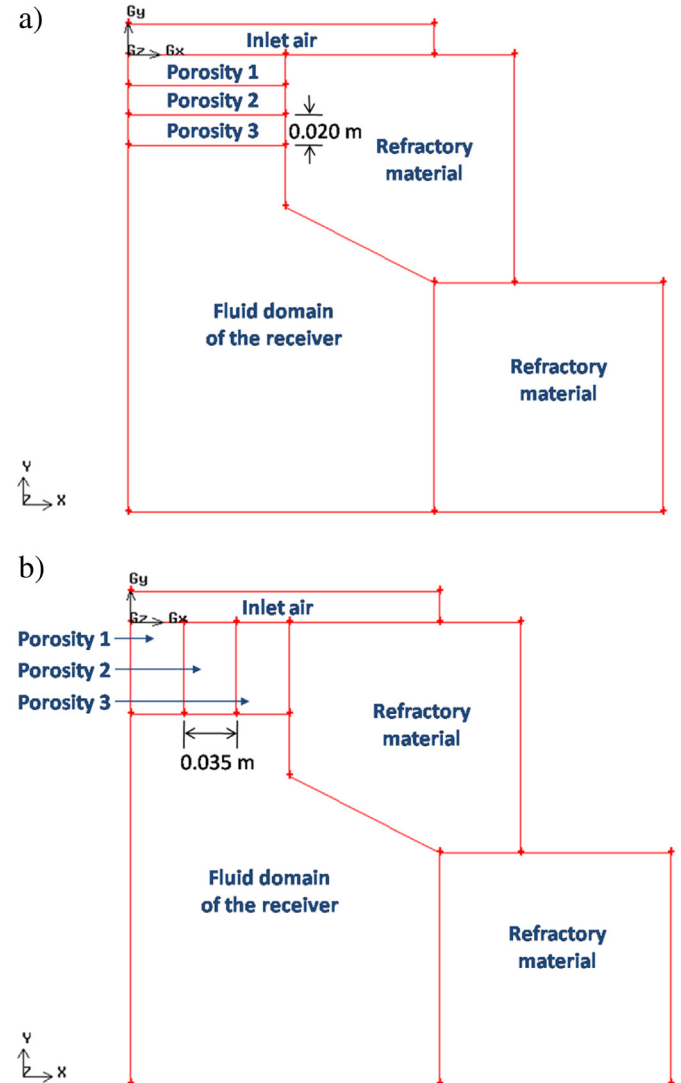 a)
Gy
Inlet air
Gz Gx
Porosity 1
Porosity 2
Porosity 3
0.020 m
Refractory
material
Fluid domain
of the receiver
Refractory
material
Y
Z X
b)
Gy
Inlet air
Gz Gx
Porosity 1
Porosity 2
Porosity 3
Refractory
material
0.035 m
Fluid domain
of the receiver
Refractory
material
Y
Z X